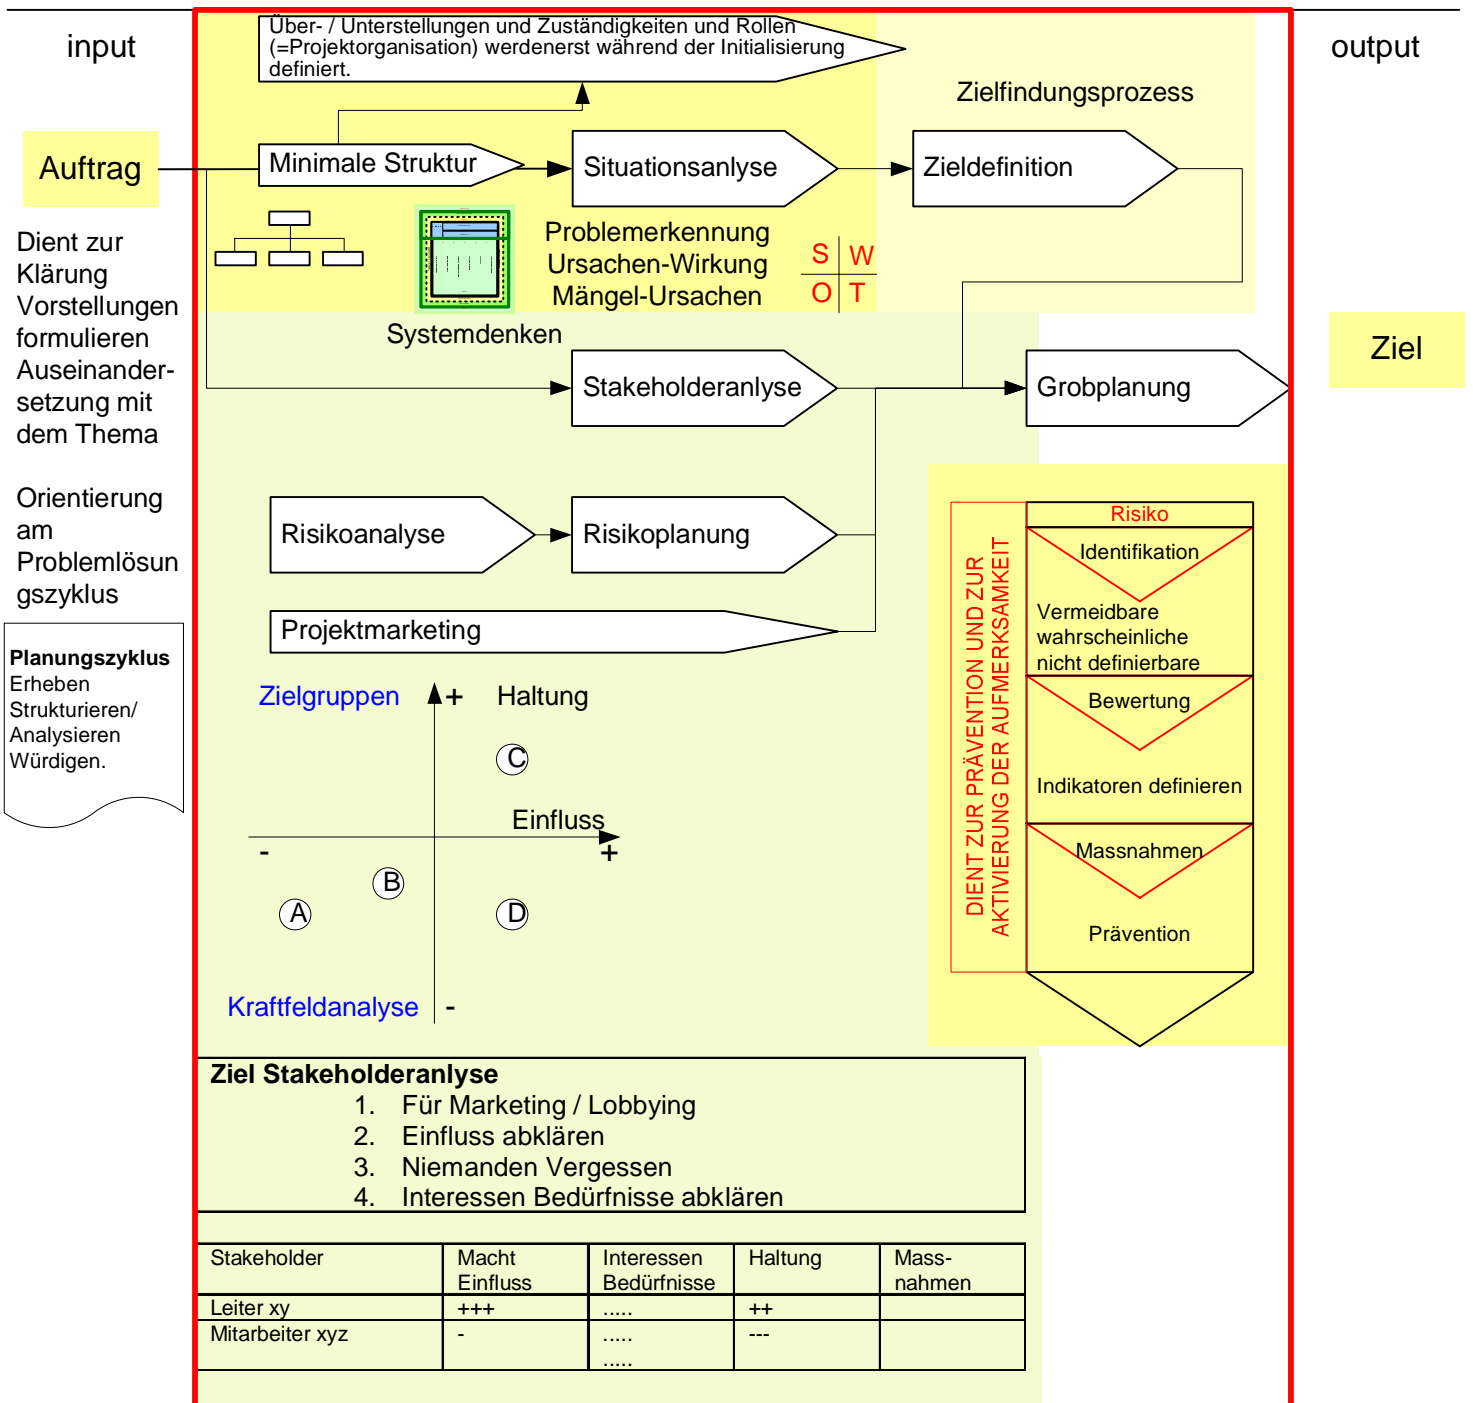 input
Über- / Unterstellungen und Zuständigkeiten und Rollen
(=Projektorganisation) werdenerst während der Initialisierung
definiert.
output
Zielfindungsprozess
Auftrag
Minimale Struktur
Situationsanlyse
Zieldefinition
Dient zur
Klärung
Vorstellungen
formulieren
Auseinander-
setzung mit
dem Thema
Problemerkennung
Ursachen-Wirkung
Mängel-Ursachen
S W
O T
Systemdenken
Stakeholderanlyse
Grobplanung
Ziel
Orientierung
am
Problemlösun
gszyklus
Risikoanalyse
Risikoplanung
Projektmarketing
Planungszyklus
Erheben
Strukturieren/
Analysieren
Würdigen.
Zielgruppen
+
Haltung
C
Einfluss
-
+
B
A
D
Kraftfeldanalyse
-
DIENT ZUR PRÄVENTION UND ZUR
AKTIVIERUNG DER AUFMERKSAMKEIT
Risiko
Identifikation
Vermeidbare
wahrscheinliche
nicht definierbare
Bewertung
Indikatoren definieren
Massnahmen
Prävention
Ziel Stakeholderanlyse
1. Für Marketing / Lobbying
2. Einfluss abklären
3. Niemanden Vergessen
4. Interessen Bedürfnisse abklären
Stakeholder Macht Interessen Haltung Mass-
Einfluss Bedürfnisse nahmen
Leiter xy +++ ..... ++
Mitarbeiter xyz - ..... ---
.....